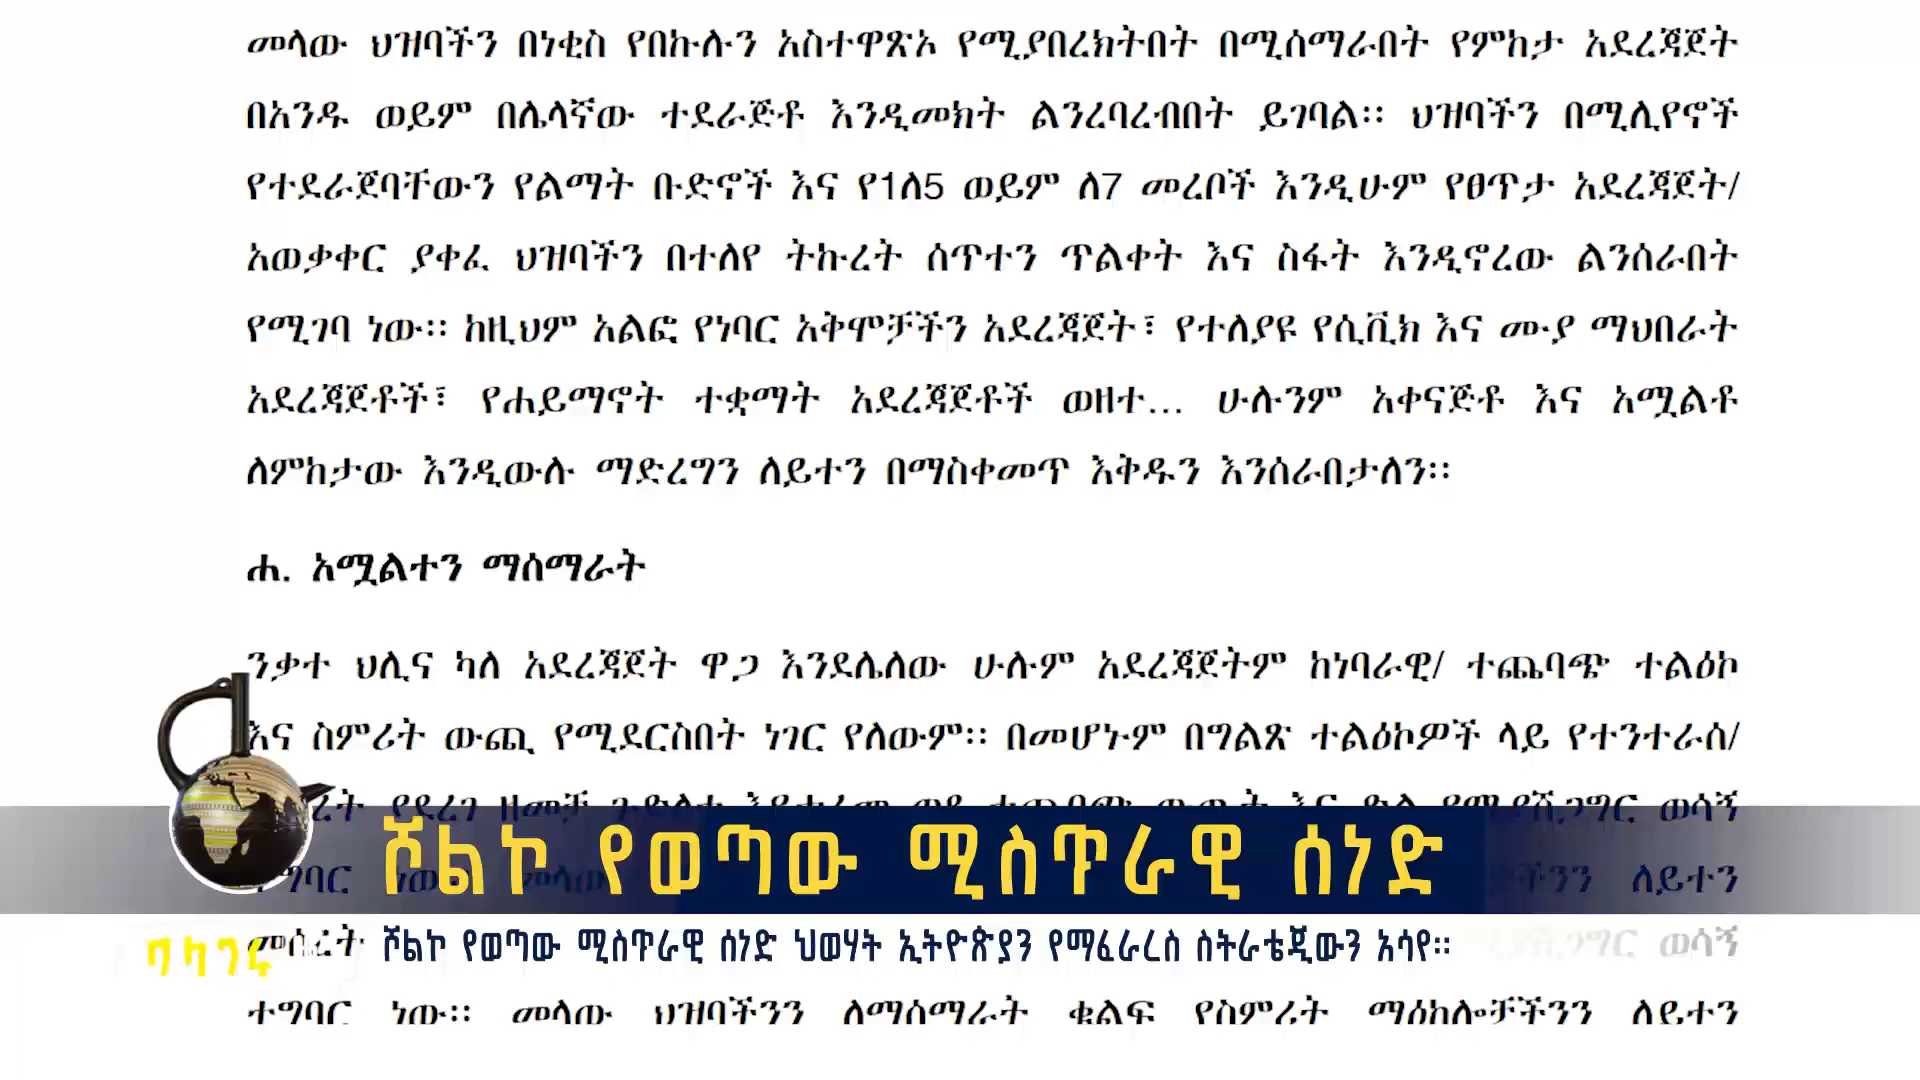 መላው ህዝባችን በነቂስ የበኩሉን አስተዋጽኦ የሚያበረክትበት በሚሰማራበት የምከታ አደረጃጀት
በአንዱ ወይም በሌላኛው ተደራጅቶ እንዲመክት ልንረባረብበት ይገባል፡፡ ህዝባችን በሚሊየኖች
የተደራጀባቸውን የልማት ቡድኖች እና የ1ለ5 ወይም ለ7 መረቦች እንዲሁም የፀጥታ አደረጃጀት/
አወቃቀር ያቀፈ ህዝባችን በተለየ ትኩረት ሰጥተን ጥልቀት እና ስፋት እንዲኖረው ልንሰራበት
የሚገባ ነው፡፡ ከዚህም አልፎ የነባር አቅሞቻችን አደረጃጀት፣ የተለያዩ የሲቪክ እና ሙያ ማህበራት
አደረጃጀቶች፣ የሐይማኖት ተቋማት አደረጃጀቶች ወዘተ... ሁሉንም አቀናጅቶ እና አሟልቶ
ለምከታው እንዲውሉ ማድረግን ለይተን በማስቀመጥ እቅዱን እንሰራበታለን፡፡
ሐ. አሟልተን ማሰማራት
ንቃተ ህሊና ካለ አደረጃጀት ዋጋ እንደሌለው ሁሉም አደረጃጀትም ከነባራዊ/ ተጨባጭ ተልዕኮ
እና ስምሪት ውጪ የሚደርስበት ነገር የለውም፡፡ በመሆኑም በግልጽ ተልዕኮዎች ላይ የተንተራሰ/
ወሳኝ
ሾልኮ የወጣው ሚስጥራዊ ሰነድ
ለይተን
ባላገሩ
መሰረት
ሾልኮ የወጣው ሚስጥራዊ ሰነድ ህወሃት ኢትዮጵያን የማፈራረስ ስትራቴጂውን አሳየ፡፡
ወሳኝ
ተግባር ነው፡፡ መላው ህዝባችንን ለማሰማራት ቁልፍ የስምሪት ማዕከሎቻችንን ለይተን